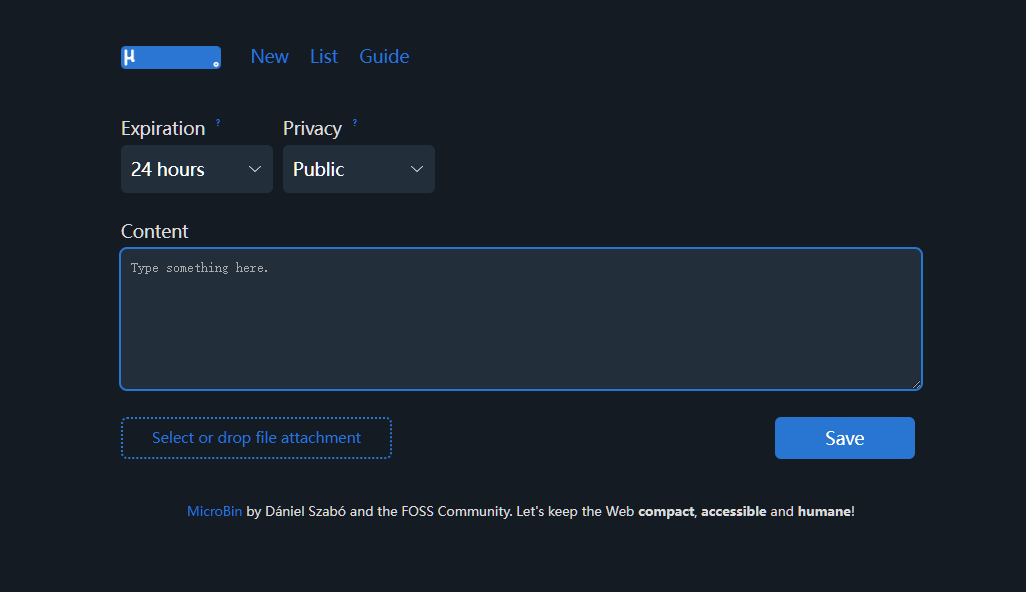 μ New List Guide
Expiration ? Privacy ?
24 hours Public
Content
Type something here.
Select or drop file attachment Save
MicroBin by Dániel Szabó and the FOSS Community. Let's keep the Web compact, accessible and humane!